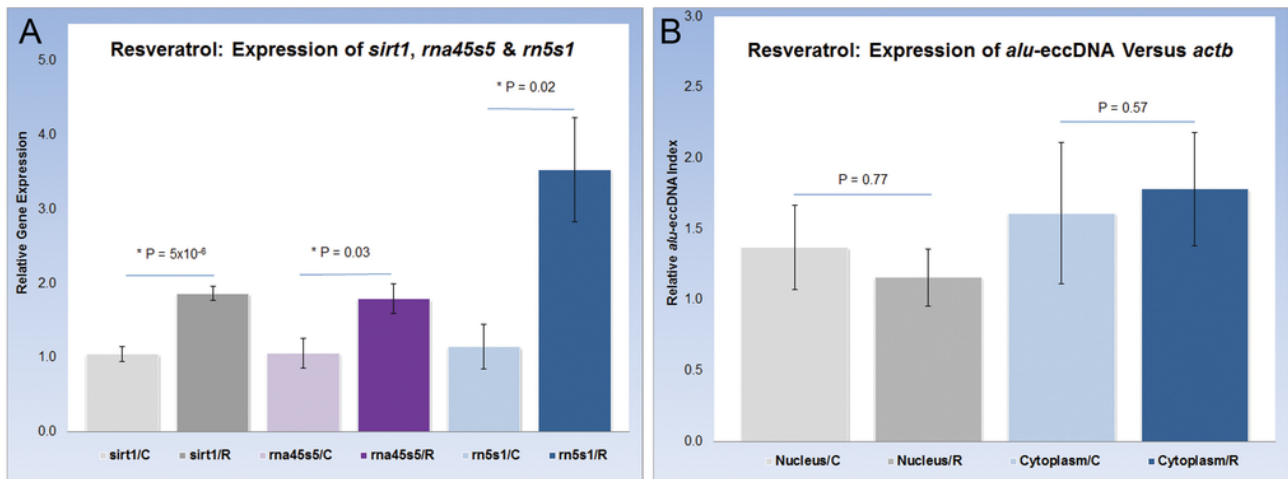 A
Resveratrol: Expression of sirt1, rna45s5 & rn5s1
Relative Gene Expression
5.0
4.0
3.0
2.0
1.0
0.0
* P = 5x10-6
* P = 0.03
* P = 0.02
sirt1/C
sirt1/R
rna45s5/C
rna45s5/R
rn5s1/C
rn5s1/R
B
Resveratrol: Expression of alu-eccDNA Versus actb
Relative alu-eccDNA Index
3.0
2.5
2.0
1.5
1.0
0.5
0.0
P = 0.77
P = 0.57
Nucleus/C
Nucleus/R
Cytoplasm/C
Cytoplasm/R